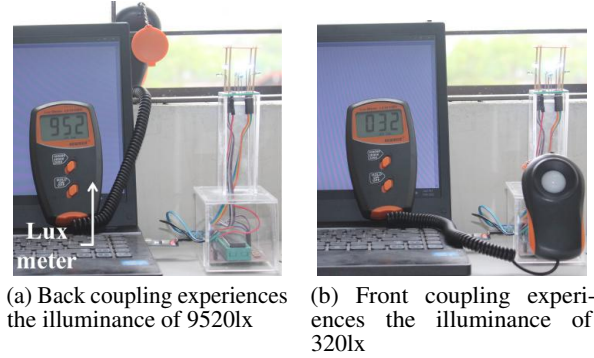 952
Lux
meter
032
(a) Back coupling experiences
the illuminance of 9520lx
(b) Front coupling experi-
ences the illuminance of
320lx